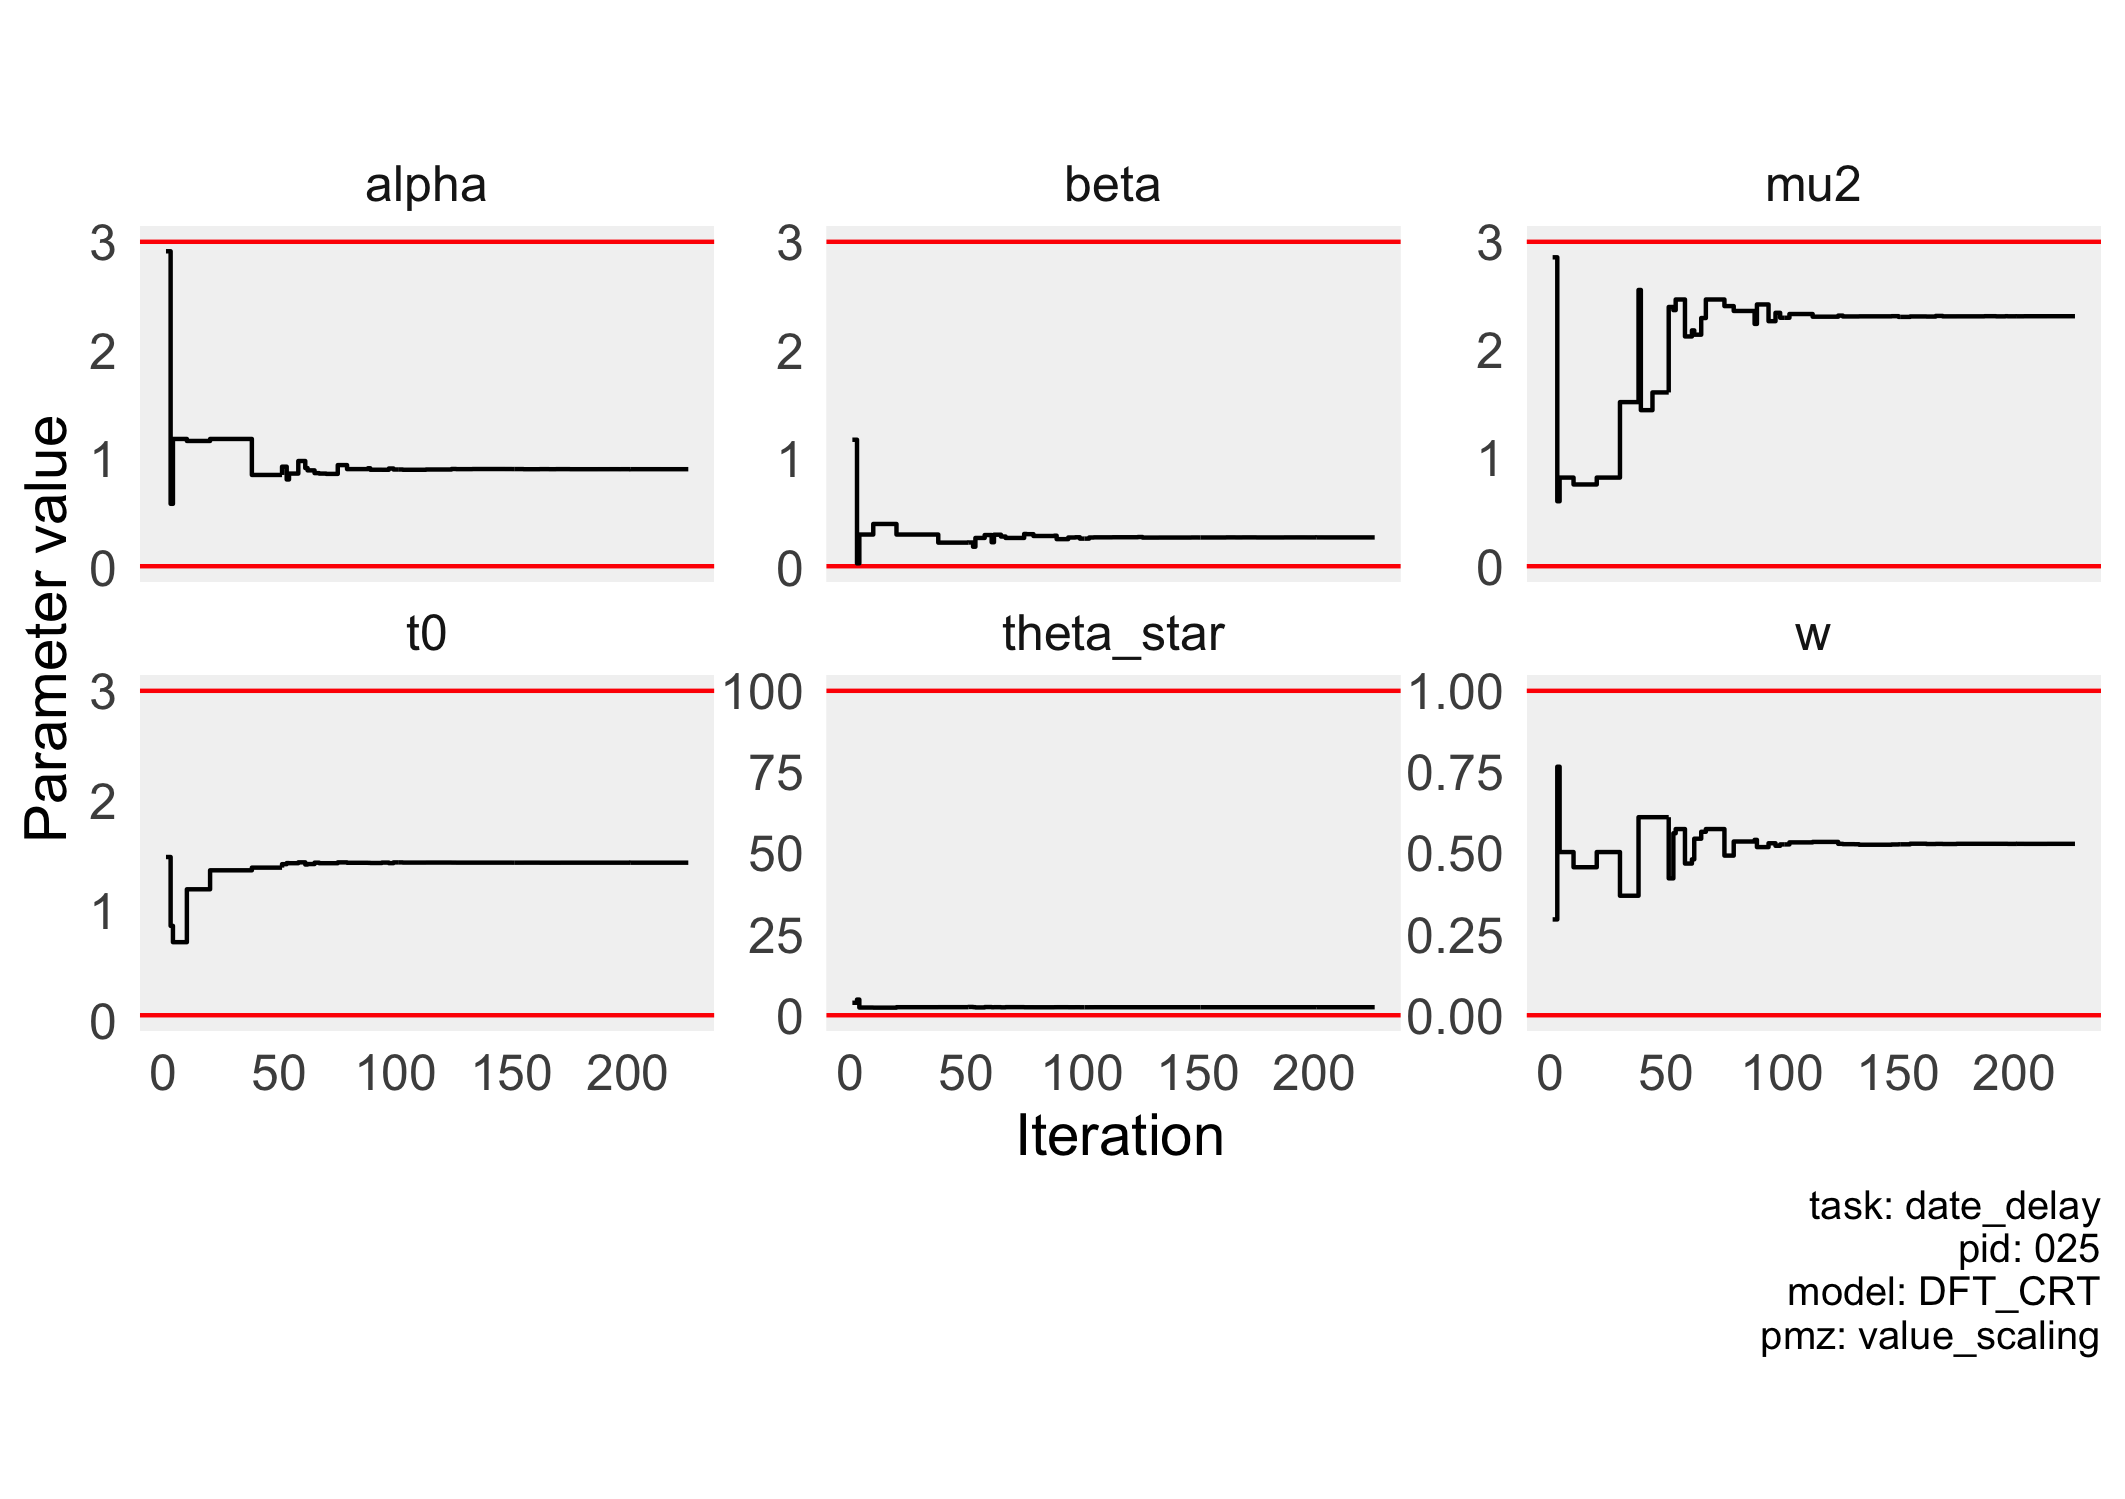 alpha beta mu2
3 3 3
2 2 2
1 1 1
0 0 0
Parameter value
t0 theta_star w
3 100 1.00
2 75 0.75
50 0.50
1 25 0.25
0 0 0.00
0 50 100 150 200 0 50 100 150 200 0 50 100 150 200
Iteration
task: date_delay
pid: 025
model: DFT_CRT
pmz: value_scaling